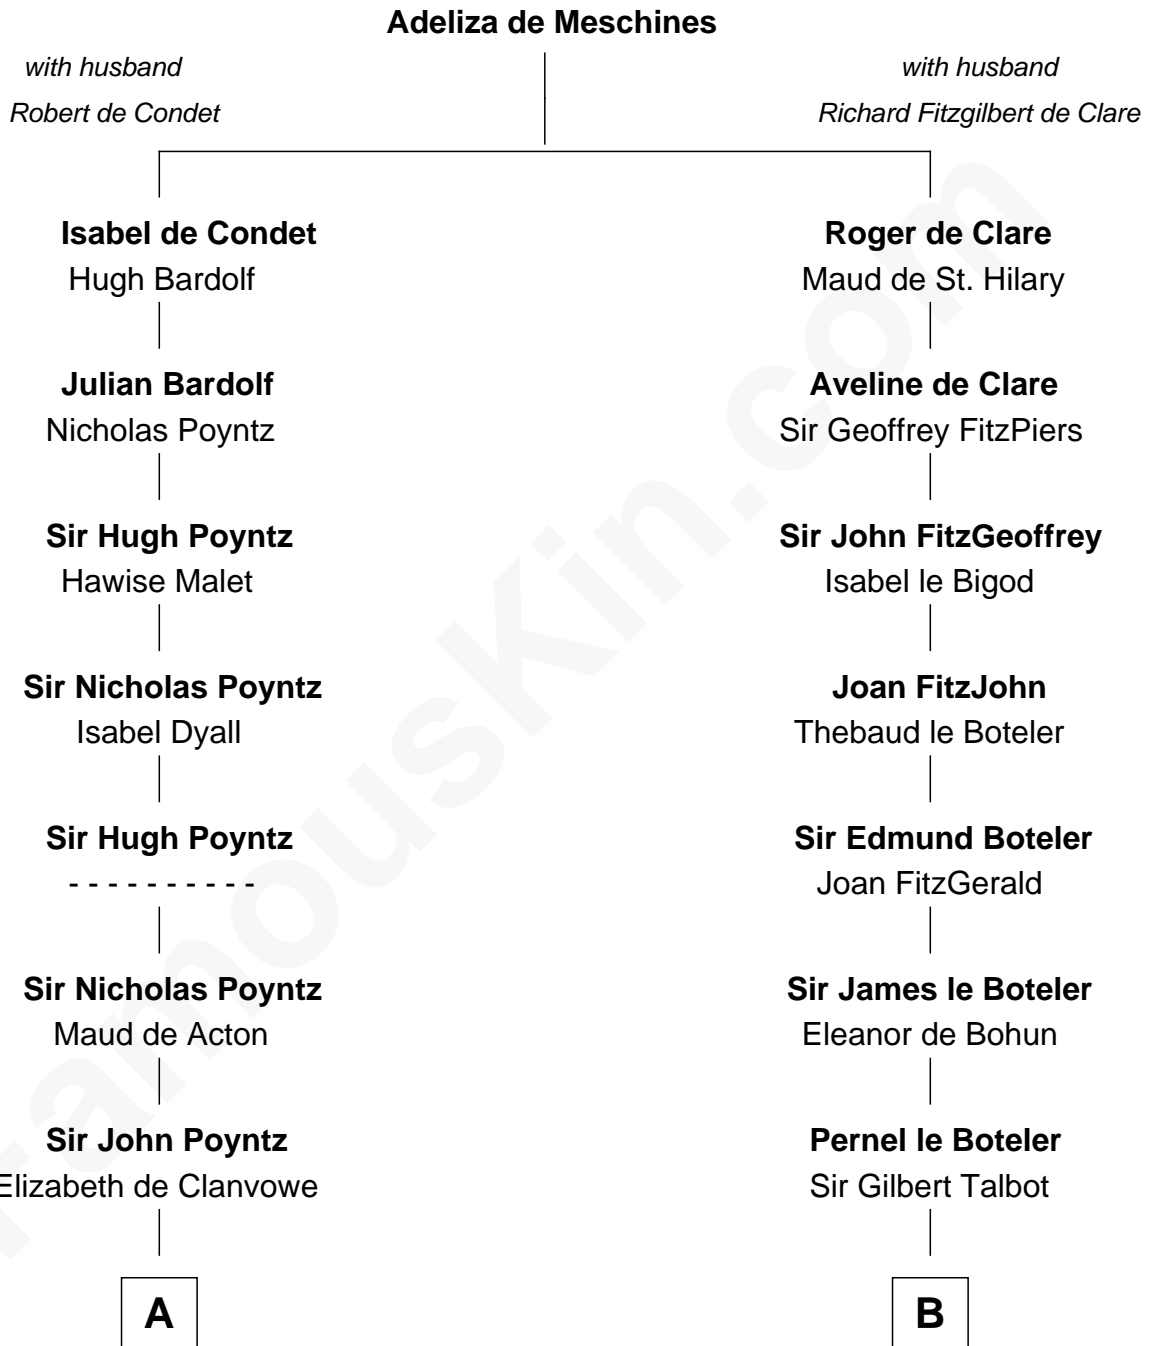 Adeliza de Meschines
with husband
Robert de Condet
with husband
Richard Fitzgilbert de Clare
Isabel de Condet
Hugh Bardolf
Roger de Clare
Maud de St. Hilary
Julian Bardolf
Nicholas Poyntz
Aveline de Clare
Sir Geoffrey FitzPiers
Sir Hugh Poyntz
Hawise Malet
Sir John FitzGeoffrey
Isabel le Bigod
Sir Nicholas Poyntz
Isabel Dyall
Joan FitzJohn
Thebaud le Boteler
Sir Hugh Poyntz
- - - - - - - - - -
Sir Edmund Boteler
Joan FitzGerald
Sir Nicholas Poyntz
Maud de Acton
Sir James le Boteler
Eleanor de Bohun
Sir John Poyntz
Elizabeth de Clanvowe
Pernel le Boteler
Sir Gilbert Talbot
A
B
FamousKin.com